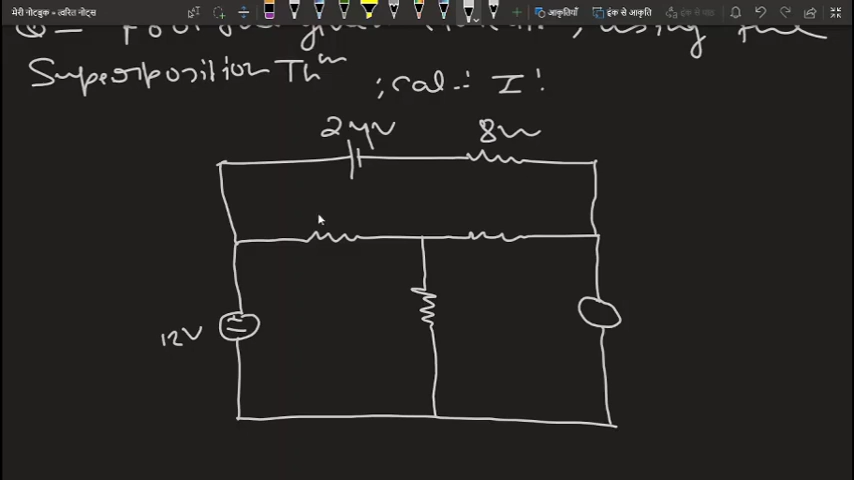 मेरी नोटबुक » त्वरित नोट्स
आकृतियाँ
इंक से आकृति
इंक से पाठ
Superposition Thm ; cal.: I !
24V
8Ω
12V